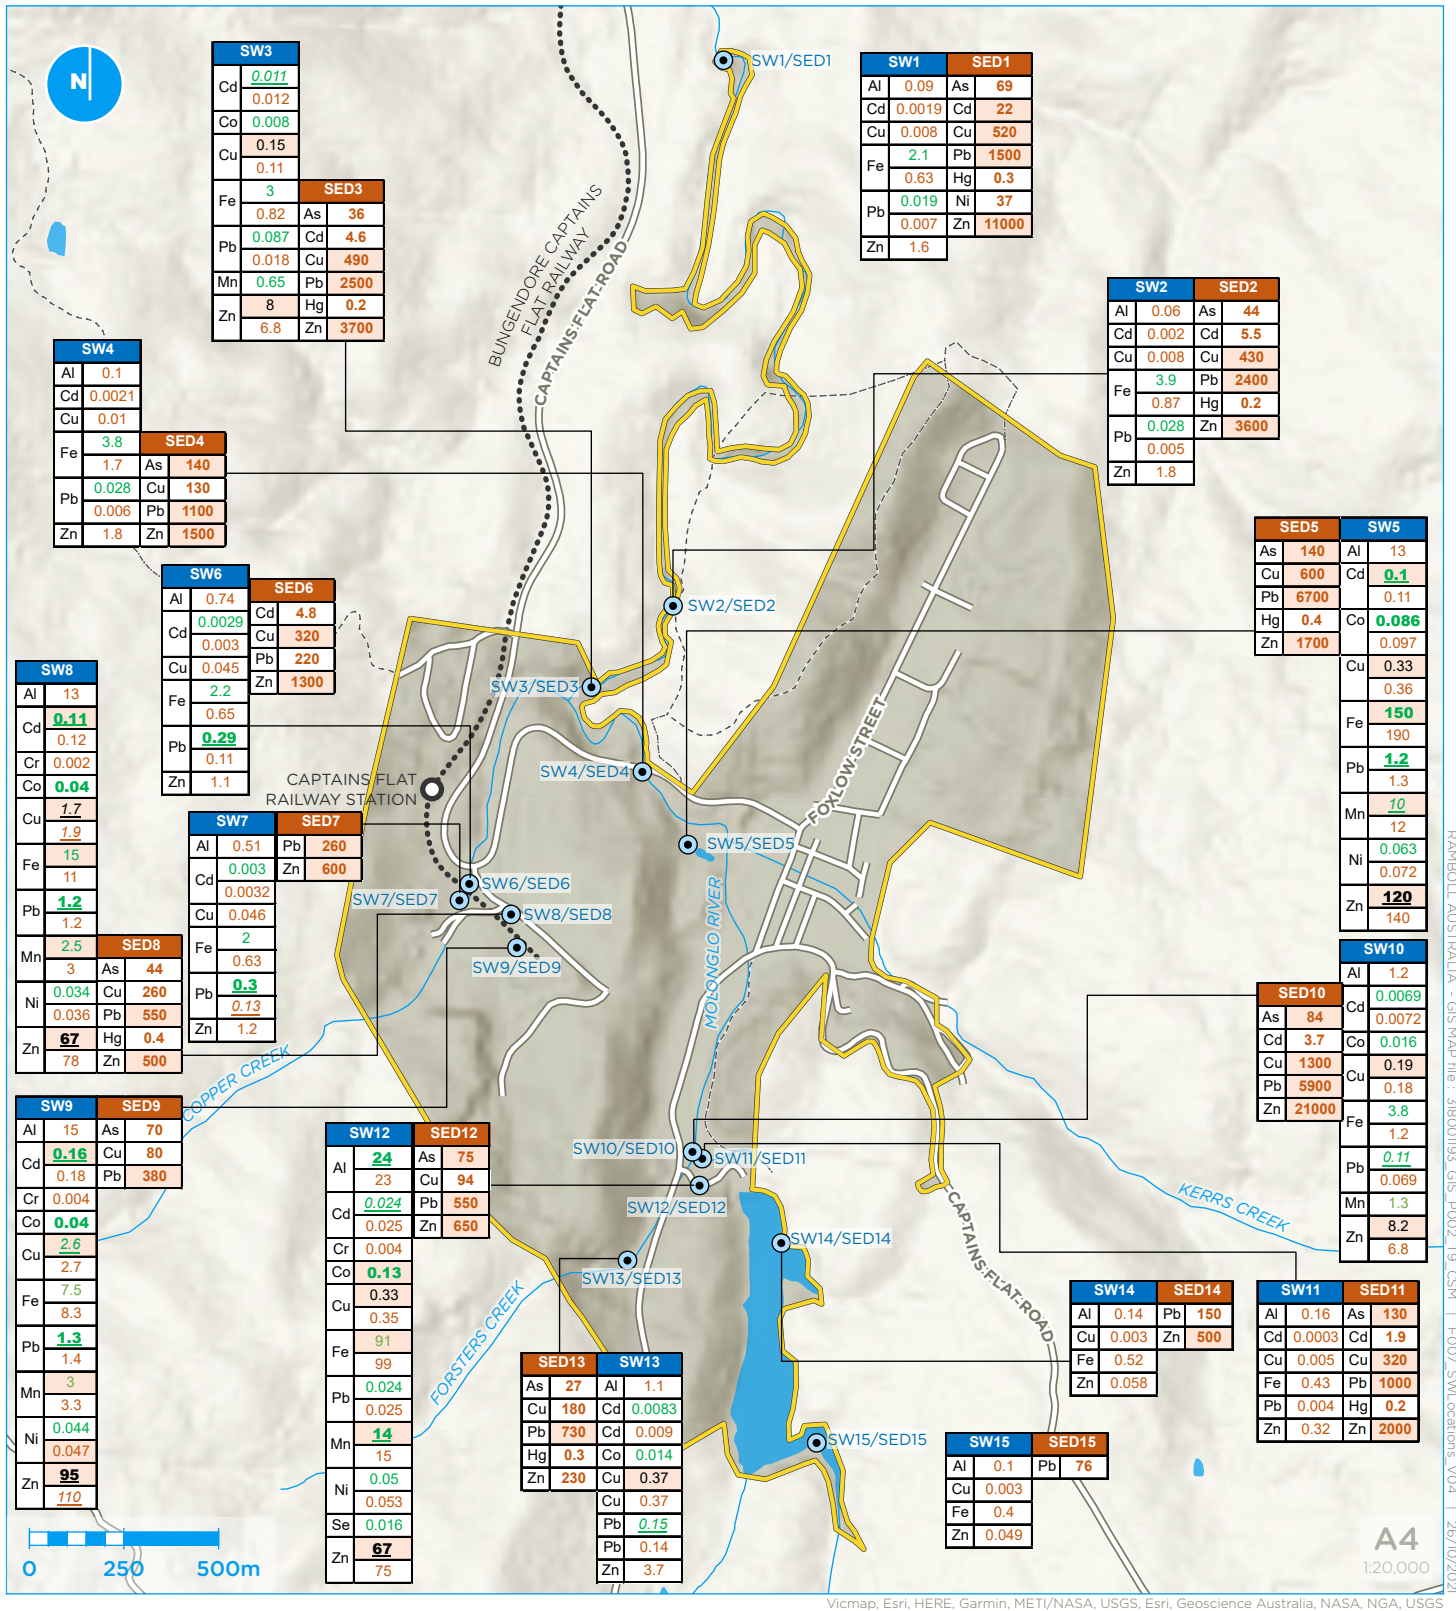 N
SW3
Cd 0.011
0.012
Co 0.008
Cu 0.15
0.11
Fe 3
0.82
Pb 0.087
0.018
Mn 0.65
Zn 8
6.8
SED3
As 36
Cd 4.6
Cu 490
Pb 2500
Hg 0.2
Zn 3700
SW1/SED1
SW1 SED1
Al 0.09 As 69
Cd 0.0019 Cd 22
Cu 0.008 Cu 520
Fe 2.1 Pb 1500
0.63 Hg 0.3
Pb 0.019 Ni 37
0.007 Zn 11000
Zn 1.6
BUNGENDORE CAPTAINS
FLAT RAILWAY
CAPTAINS FLAT ROAD
SW2 SED2
Al 0.06 As 44
Cd 0.002 Cd 5.5
Cu 0.008 Cu 430
Fe 3.9 Pb 2400
0.87 Hg 0.2
Pb 0.028 Zn 3600
0.005
Zn 1.8
SW4
Al 0.1
Cd 0.0021
Cu 0.01
Fe 3.8
1.7
Pb 0.028
0.006
Zn 1.8
SED4
As 140
Cu 130
Pb 1100
Zn 1500
SED5 SW5
As 140 Al 13
Cu 600 Cd 0.1
Pb 6700 0.11
Hg 0.4 Co 0.086
Zn 1700 0.097
Cu 0.33
0.36
Fe 150
190
Pb 1.2
1.3
Mn 10
12
Ni 0.063
0.072
Zn 120
140
SW6
Al 0.74
Cd 0.0029
0.003
Cu 0.045
Fe 2.2
0.65
Pb 0.29
0.11
Zn 1.1
SED6
Cd 4.8
Cu 320
Pb 220
Zn 1300
SW2/SED2
SW3/SED3
SW4/SED4
SW5/SED5
FOXLOW STREET
CAPTAINS FLAT
RAILWAY STATION
SW8
Al 13
Cd 0.11
0.12
Cr 0.002
Co 0.04
Cu 1.7
1.9
Fe 15
11
Pb 1.2
1.2
Mn 2.5
3
Ni 0.034
0.036
Zn 67
78
SED8
As 44
Cu 260
Pb 550
Hg 0.4
Zn 500
SW7 SED7
Al 0.51 Pb 260
Cd 0.003 Zn 600
0.0032
Cu 0.046
Fe 2
0.63
Pb 0.3
0.13
Zn 1.2
SW6/SED6
SW7/SED7
SW8/SED8
SW9/SED9
MOLONGLO RIVER
COPPER CREEK
SW10
Al 1.2
Cd 0.0069
0.0072
Co 0.016
Cu 0.19
0.18
Fe 3.8
1.2
Pb 0.11
0.069
Mn 1.3
Zn 8.2
6.8
SED10
As 84
Cd 3.7
Cu 1300
Pb 5900
Zn 21000
SW9 SED9
Al 15 As 70
Cd 0.16 Cu 80
0.18 Pb 380
Cr 0.004
Co 0.04
Cu 2.6
2.7
Fe 7.5
8.3
Pb 1.3
1.4
Mn 3
3.3
Ni 0.044
0.047
Zn 95
110
SW12 SED12
Al 24 As 75
23 Cu 94
Cd 0.024 Pb 550
0.025 Zn 650
Cr 0.004
Co 0.13
Cu 0.33
0.35
Fe 91
99
Pb 0.024
0.025
Mn 14
15
Ni 0.05
0.053
Se 0.016
Zn 67
75
SW10/SED10
SW11/SED11
SW12/SED12
SW13/SED13
SW14/SED14
SW15/SED15
KERRS CREEK
FORSTERS CREEK
CAPTAINS FLAT ROAD
SED13 SW13
As 27 Al 1.1
Cu 180 Cd 0.0083
Pb 730 Cd 0.009
Hg 0.3 Co 0.014
Zn 230 Cu 0.37
Cu 0.37
Pb 0.15
Pb 0.14
Zn 3.7
SW14 SED14
Al 0.14 Pb 150
Cu 0.003 Zn 500
Fe 0.52
Zn 0.058
SW11 SED11
Al 0.16 As 130
Cd 0.0003 Cd 1.9
Cu 0.005 Cu 320
Fe 0.43 Pb 1000
Pb 0.004 Hg 0.2
Zn 0.32 Zn 2000
SW15 SED15
Al 0.1 Pb 76
Cu 0.003
Fe 0.4
Zn 0.049
0 250 500m
A4
1:20,000
RAMBOLL AUSTRALIA - GIS MAP file : 318001193_GIS_P002_19_CSM | F007_SWLocations_V04 | 26/10/2021
Vicmap, Esri, HERE, Garmin, METI/NASA, USGS, Esri, Geoscience Australia, NASA, NGA, USGS